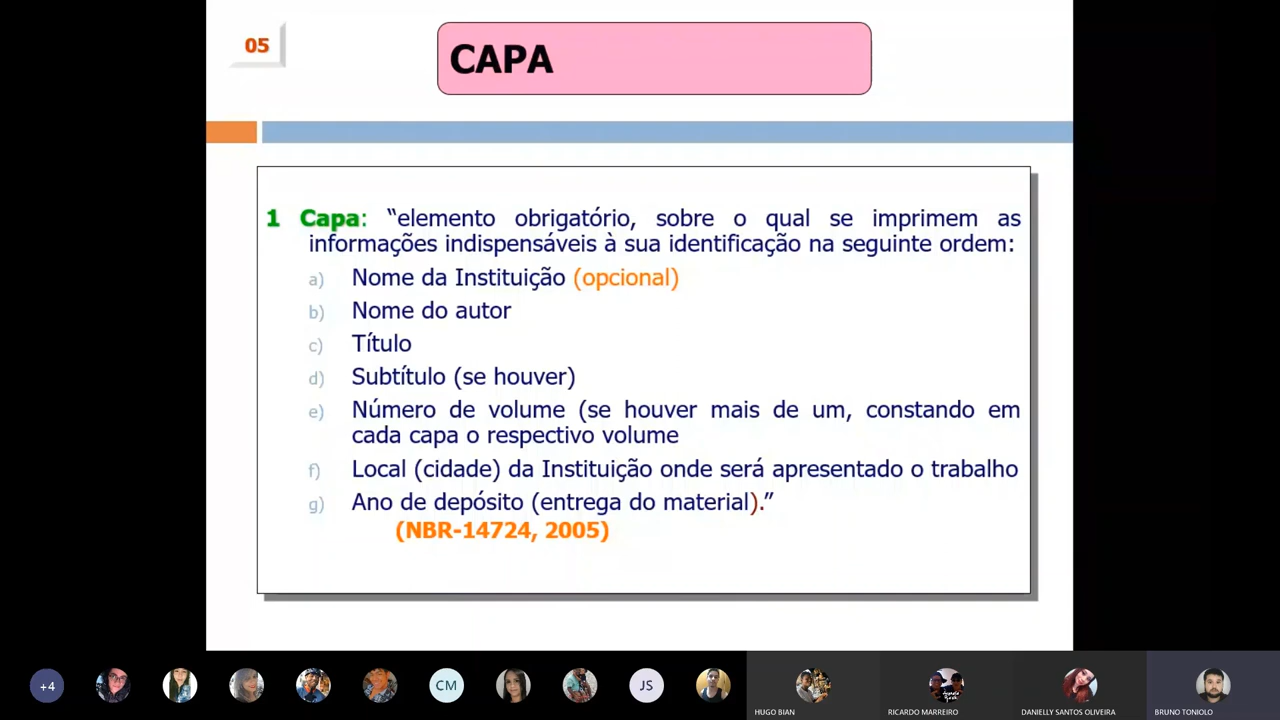 05
CAPA
1 Capa: “elemento obrigatório, sobre o qual se imprimem as
informações indispensáveis à sua identificação na seguinte ordem:
a) Nome da Instituição (opcional)
b) Nome do autor
c) Título
d) Subtítulo (se houver)
e) Número de volume (se houver mais de um, constando em
cada capa o respectivo volume
f) Local (cidade) da Instituição onde será apresentado o trabalho
g) Ano de depósito (entrega do material).”
(NBR-14724, 2005)
+4
CM
JS
HUGO BIAN
RICARDO MARREIRO
DANIELLY SANTOS OLIVEIRA
BRUNO TONIOLO